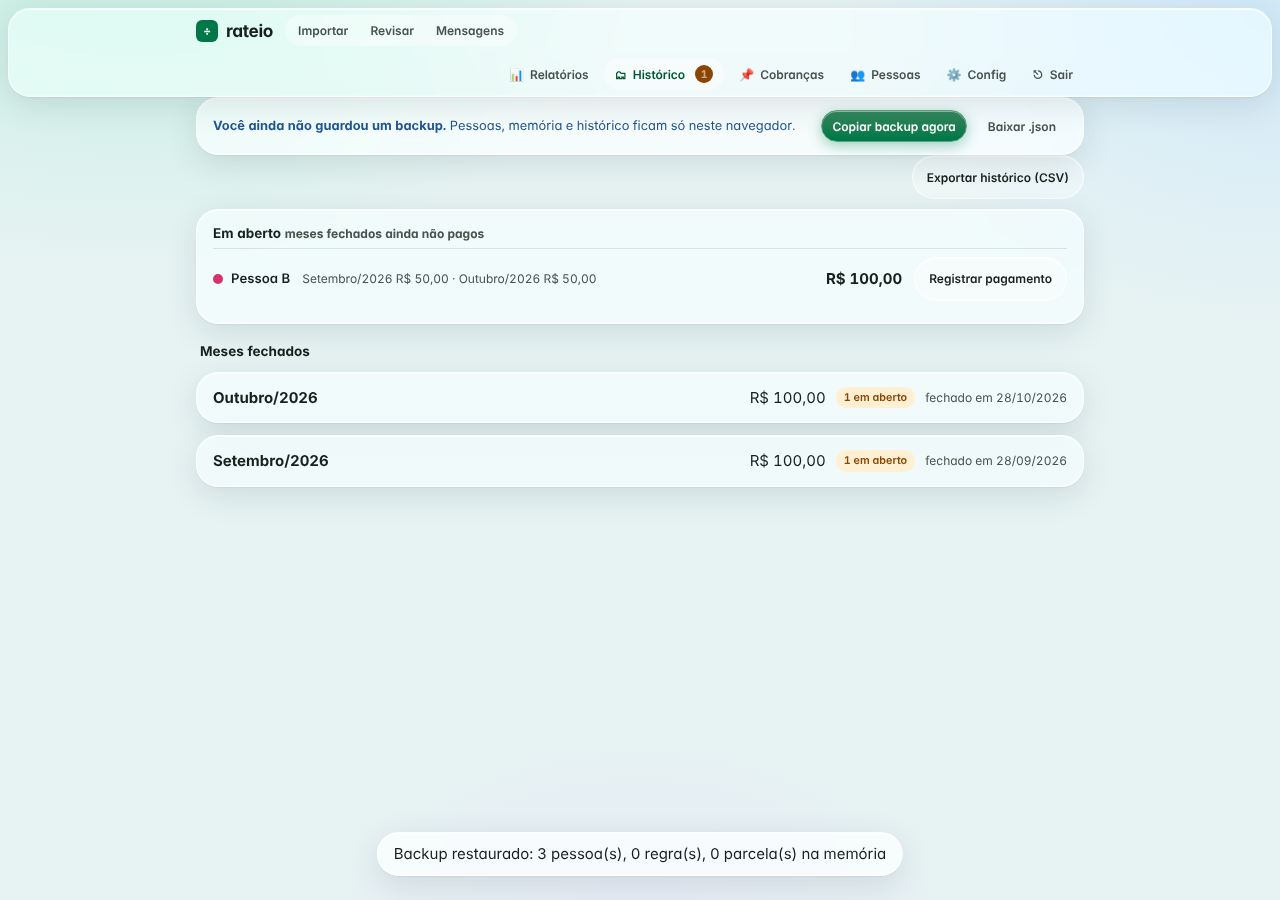 ÷ rateio Importar Revisar Mensagens
📊 Relatórios 🗂 Histórico 1 📌 Cobranças 👥 Pessoas ⚙️ Config ⎋ Sair
Você ainda não guardou um backup. Pessoas, memória e histórico ficam só neste navegador. Copiar backup agora Baixar .json
Exportar histórico (CSV)
Em aberto meses fechados ainda não pagos
Pessoa B Setembro/2026 R$ 50,00 · Outubro/2026 R$ 50,00 R$ 100,00 Registrar pagamento
Meses fechados
Outubro/2026 R$ 100,00 1 em aberto fechado em 28/10/2026
Setembro/2026 R$ 100,00 1 em aberto fechado em 28/09/2026
Backup restaurado: 3 pessoa(s), 0 regra(s), 0 parcela(s) na memória